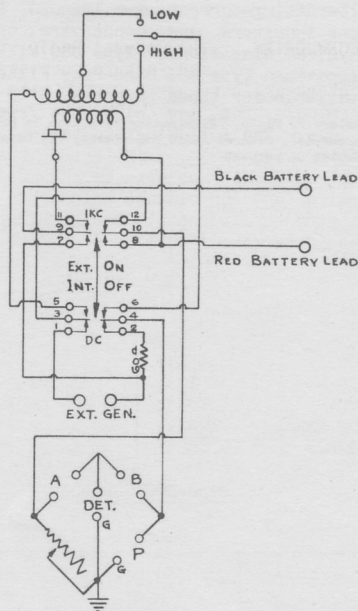 LOW
HIGH
BLACK BATTERY LEAD
11 1KC 12
9 10
7 8
RED BATTERY LEAD
EXT. ON
INT. OFF
5 6
3 4
1 DC 2
EXT. GEN.
A B
DET.
G
P
G